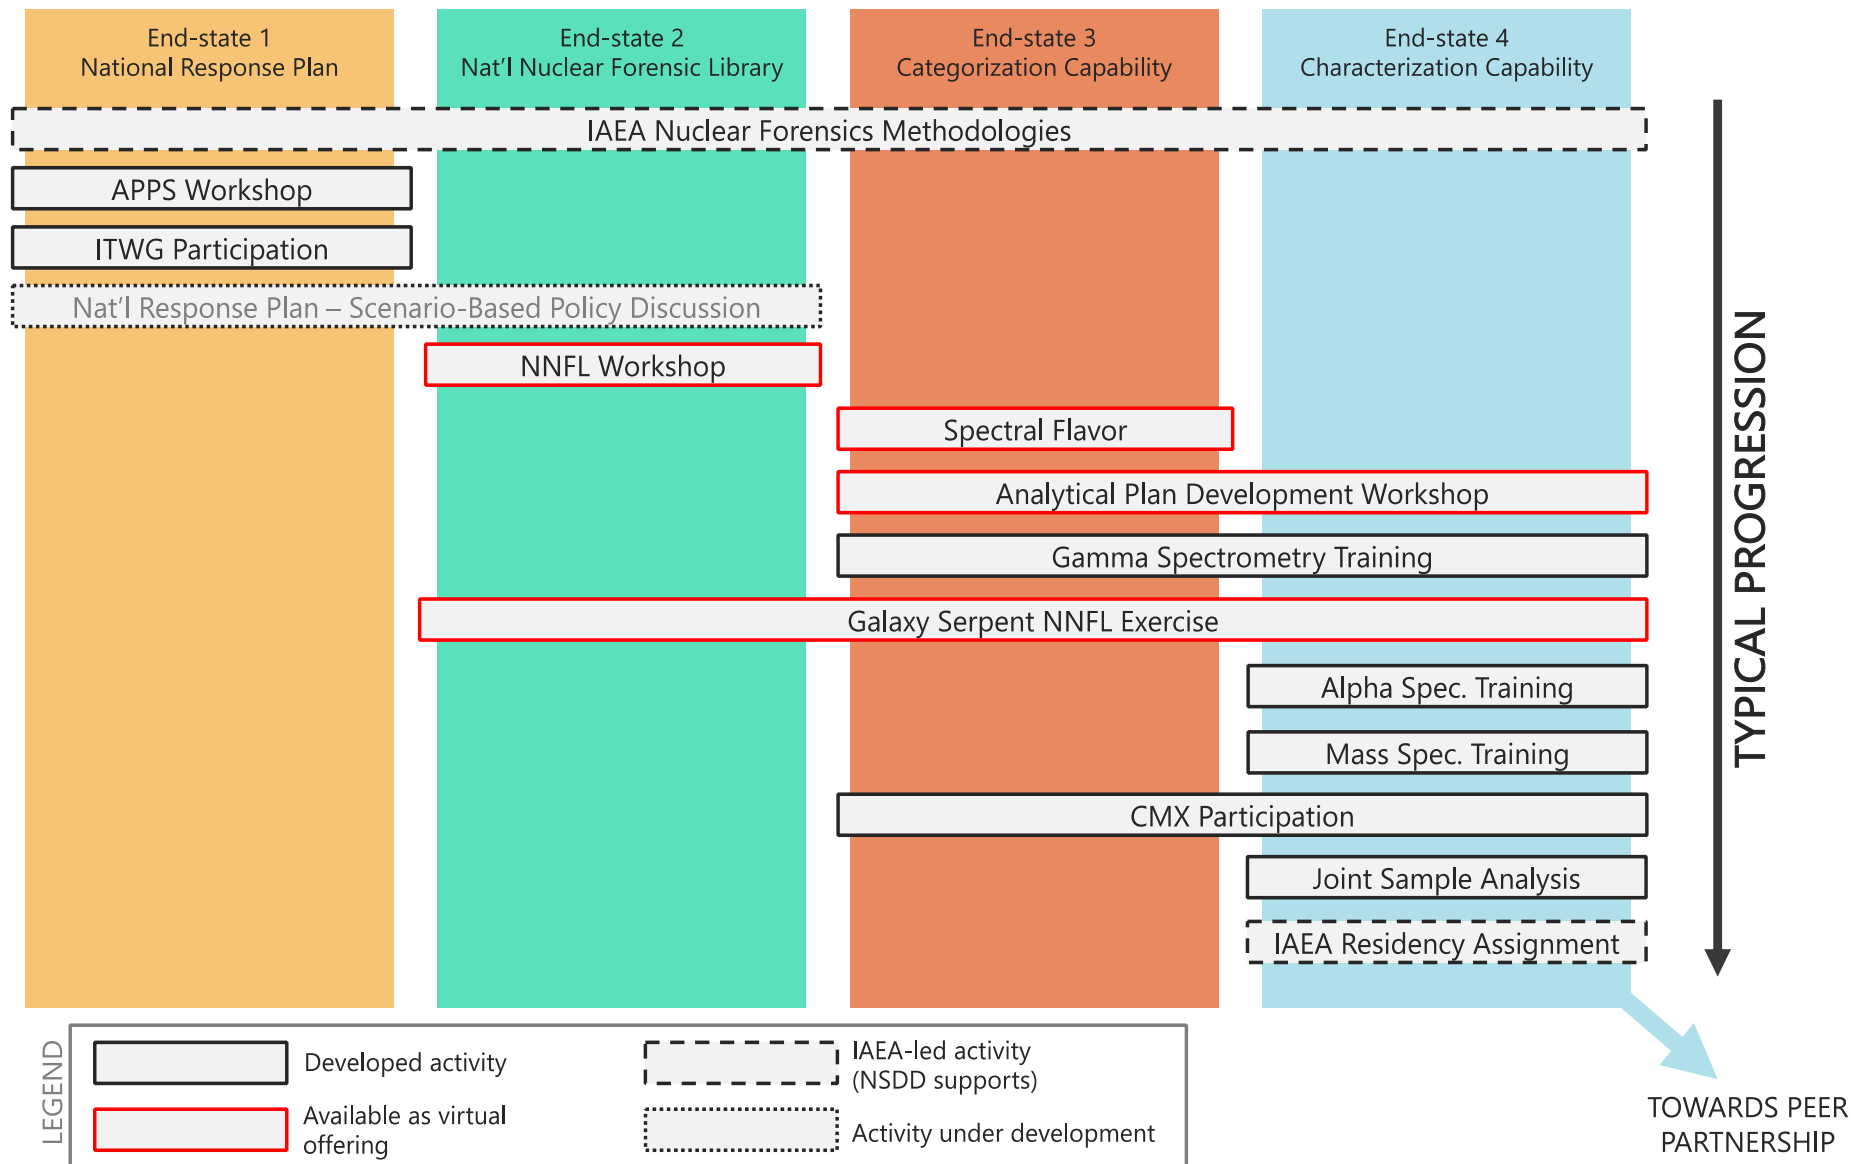 End-state 1
National Response Plan
End-state 2
Nat'l Nuclear Forensic Library
End-state 3
Categorization Capability
End-state 4
Characterization Capability
IAEA Nuclear Forensics Methodologies
APPS Workshop
ITWG Participation
Nat'l Response Plan – Scenario-Based Policy Discussion
NNFL Workshop
Spectral Flavor
Analytical Plan Development Workshop
Gamma Spectrometry Training
Galaxy Serpent NNFL Exercise
Alpha Spec. Training
Mass Spec. Training
CMX Participation
Joint Sample Analysis
IAEA Residency Assignment
TYPICAL PROGRESSION
TOWARDS PEER
PARTNERSHIP
LEGEND
Developed activity
Available as virtual
offering
IAEA-led activity
(NSDD supports)
Activity under development